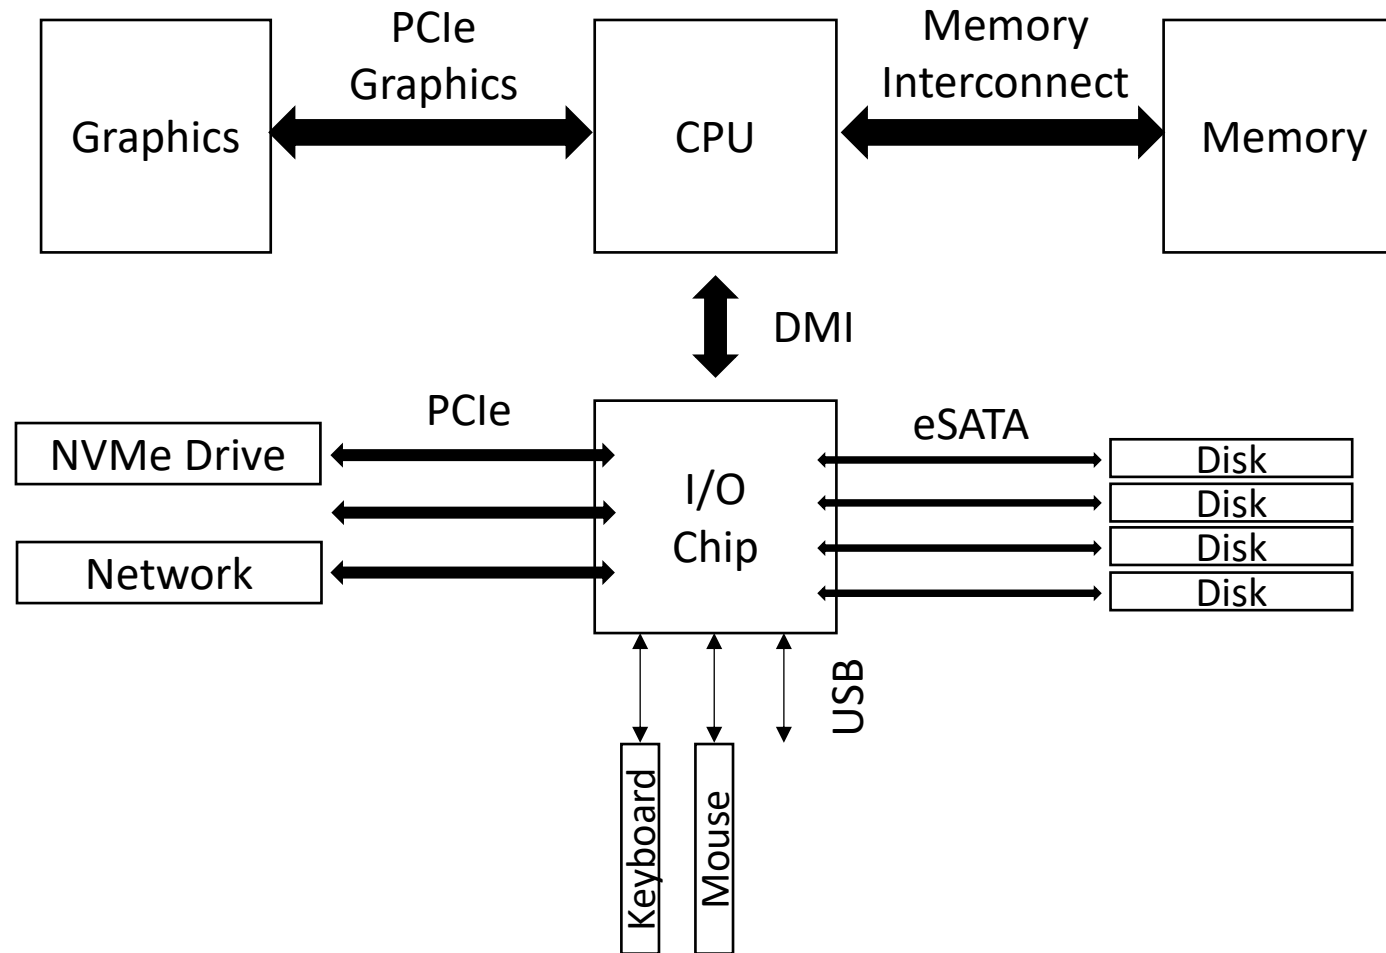 PCIe
Graphics
Memory
Interconnect
Graphics
CPU
Memory
DMI
PCIe
eSATA
NVMe Drive
Network
I/O
Chip
Disk
Disk
Disk
Disk
USB
Keyboard
Mouse